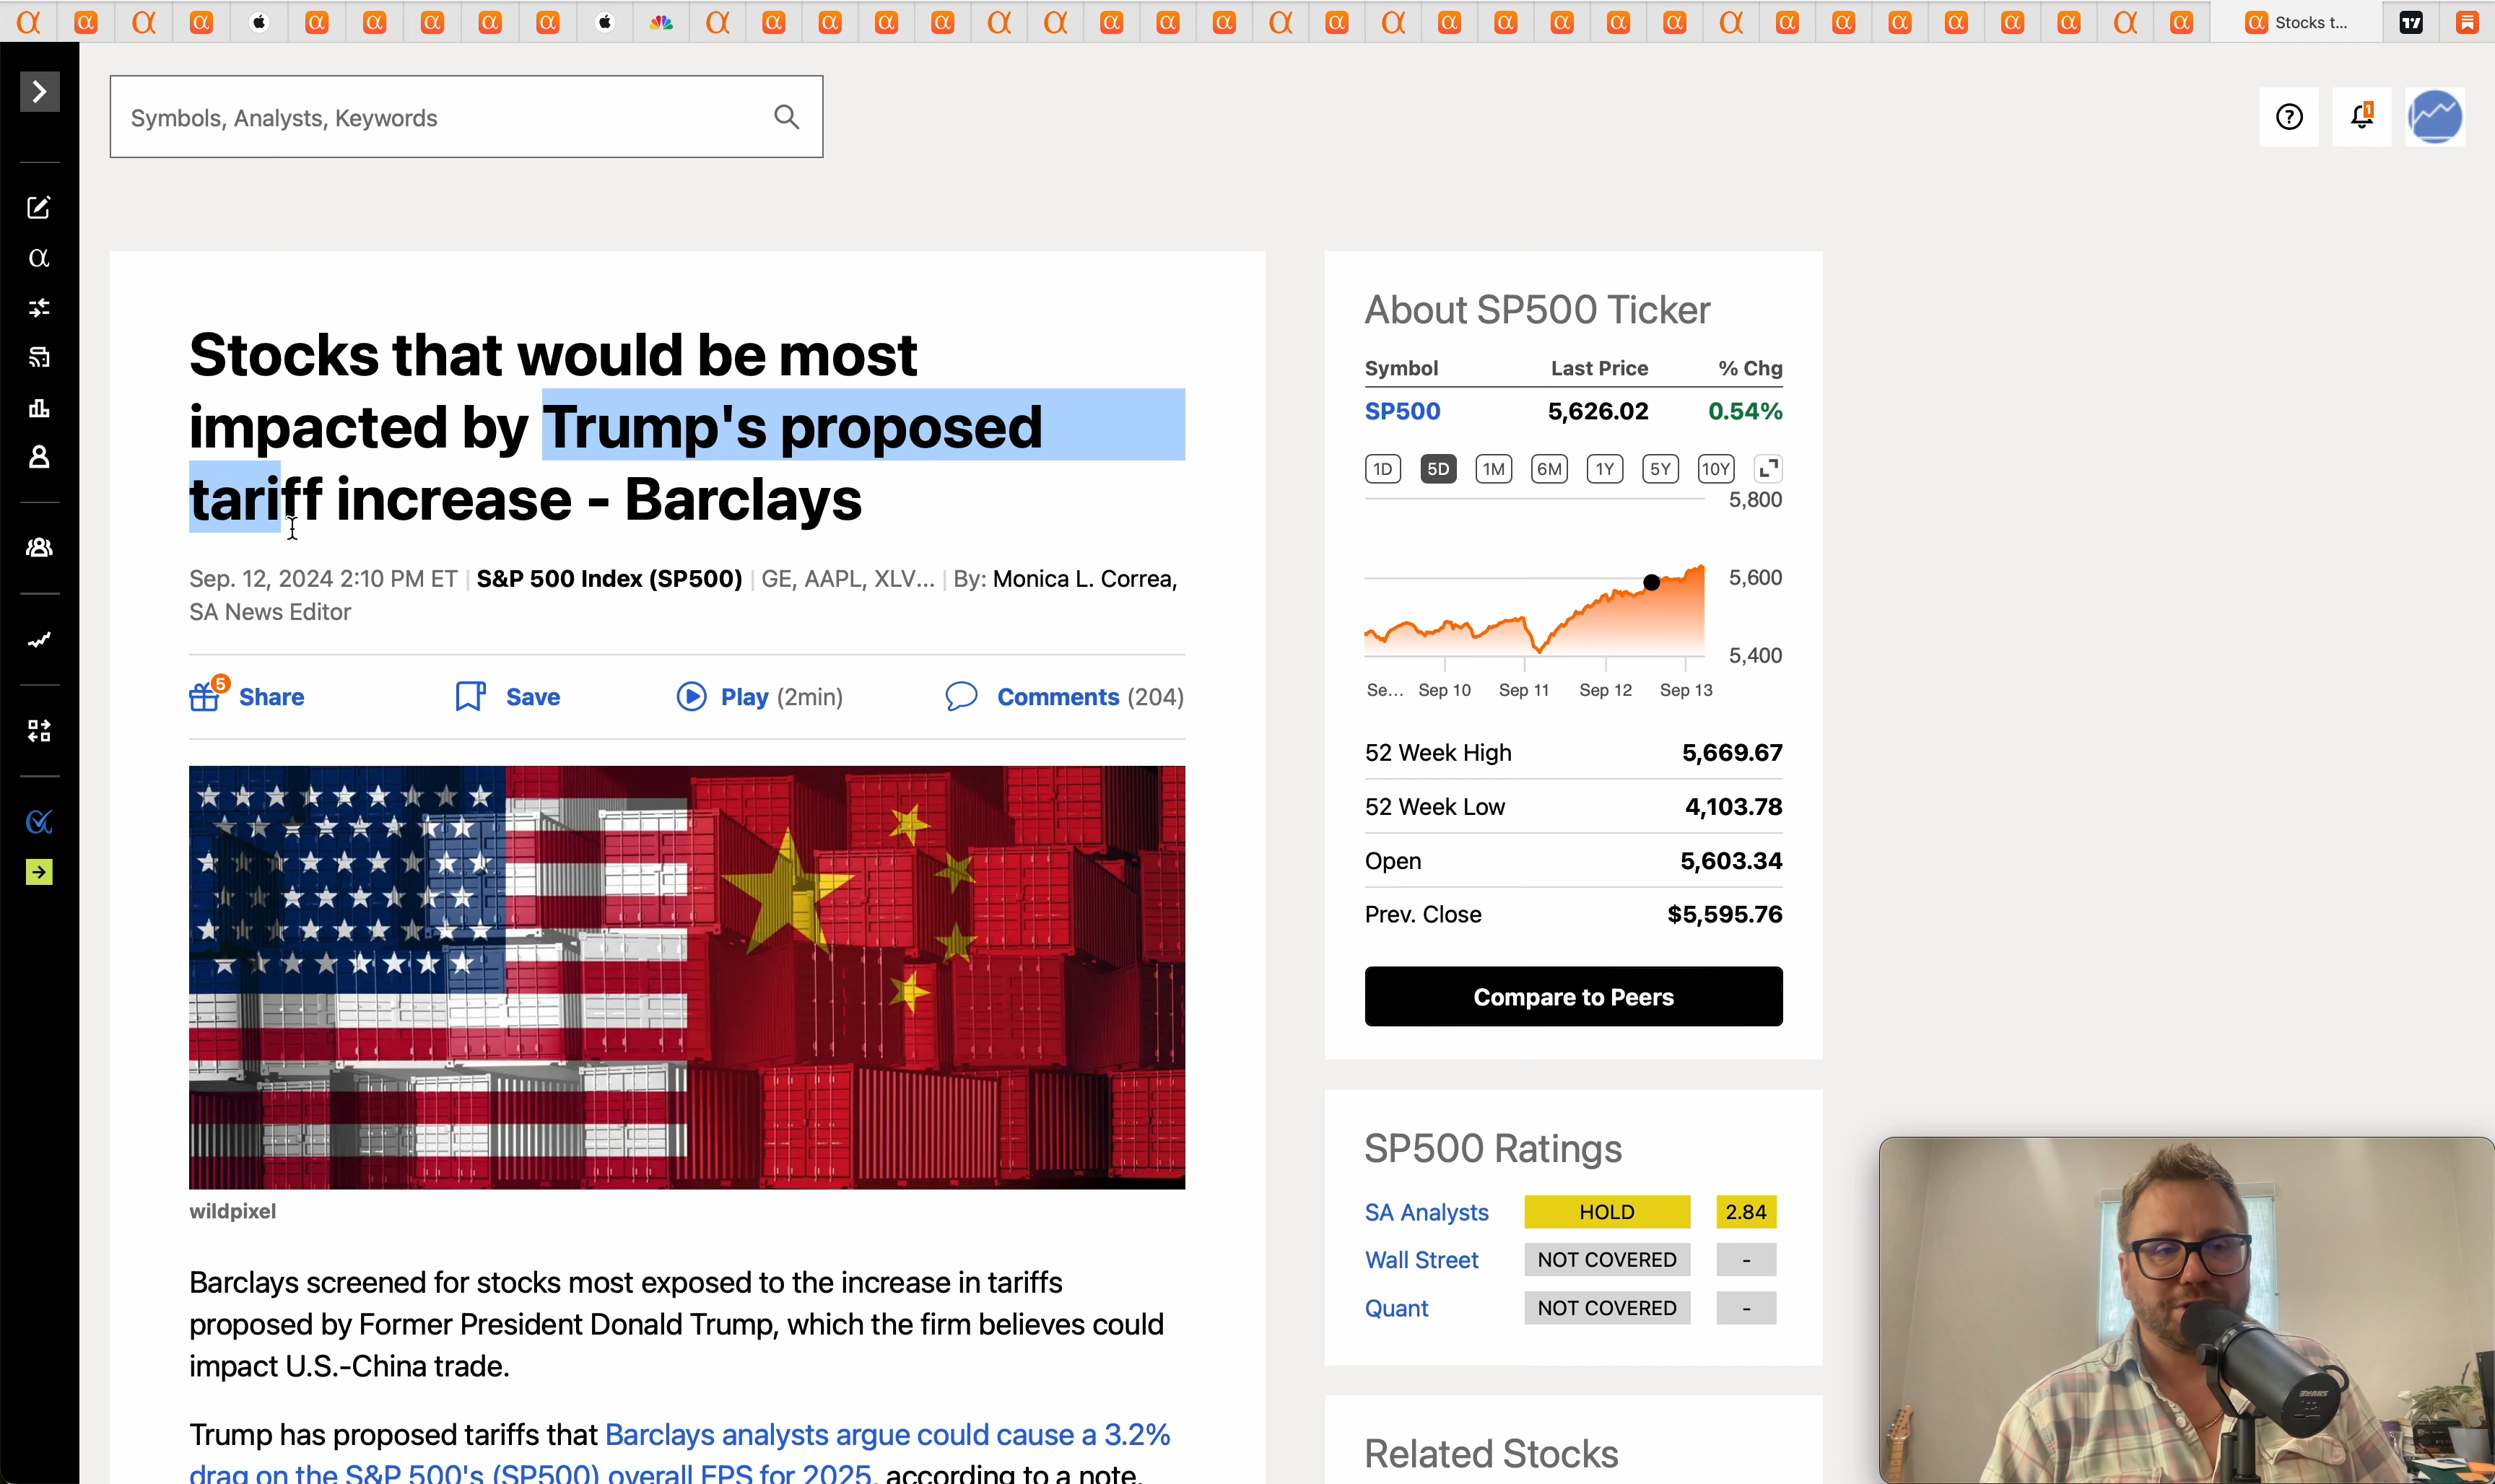 Stocks t...
Symbols, Analysts, Keywords
1
Stocks that would be most
impacted by Trump's proposed
tariff increase - Barclays
Sep. 12, 2024 2:10 PM ET | S&P 500 Index (SP500) | GE, AAPL, XLV... | By: Monica L. Correa,
SA News Editor
5 Share Save Play (2min) Comments (204)
wildpixel
Barclays screened for stocks most exposed to the increase in tariffs
proposed by Former President Donald Trump, which the firm believes could
impact U.S.-China trade.
Trump has proposed tariffs that Barclays analysts argue could cause a 3.2%
drag on the S&P 500's (SP500) overall EPS for 2025, according to a note.
About SP500 Ticker
Symbol Last Price % Chg
SP500 5,626.02 0.54%
1D 5D 1M 6M 1Y 5Y 10Y
5,800
5,600
5,400
Se... Sep 10 Sep 11 Sep 12 Sep 13
52 Week High 5,669.67
52 Week Low 4,103.78
Open 5,603.34
Prev. Close $5,595.76
Compare to Peers
SP500 Ratings
SA Analysts HOLD 2.84
Wall Street NOT COVERED -
Quant NOT COVERED -
Related Stocks
SHURE